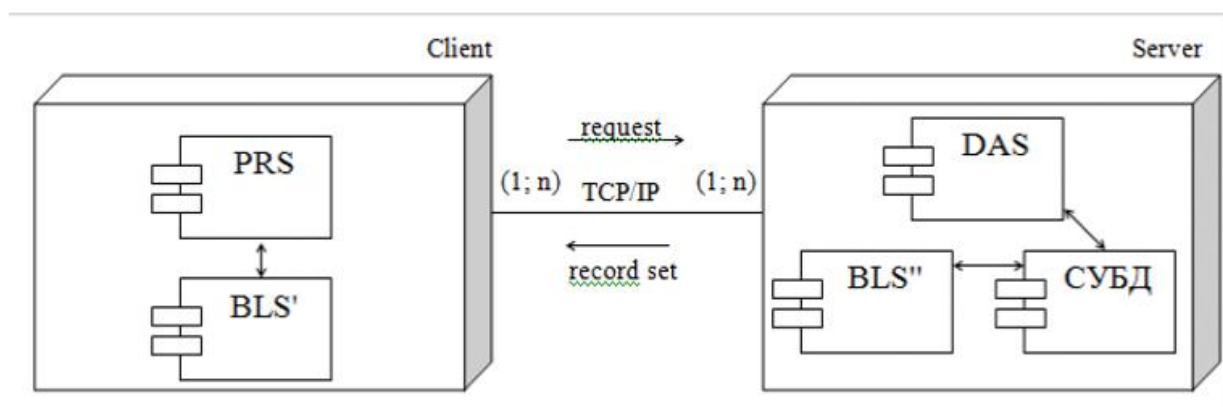 Client
Server
PRS
BLS'
request
(1; n) TCP/IP (1; n)
record set
DAS
BLS"
СУБД